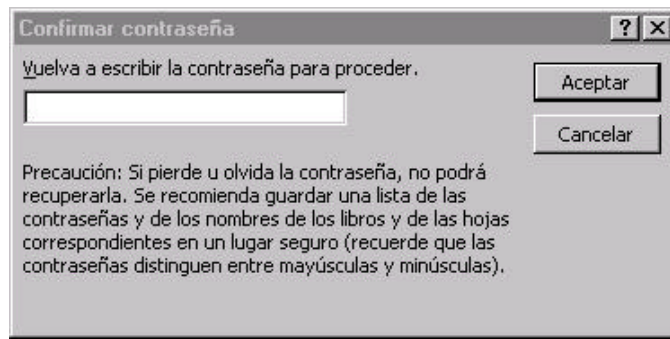 Confirmar contraseña
Vuelva a escribir la contraseña para proceder.
Aceptar
Cancelar
Precaución: Si pierde u olvida la contraseña, no podrá
recuperarla. Se recomienda guardar una lista de las
contraseñas y de los nombres de los libros y de las hojas
correspondientes en un lugar seguro (recuerde que las
contraseñas distinguen entre mayúsculas y minúsculas).